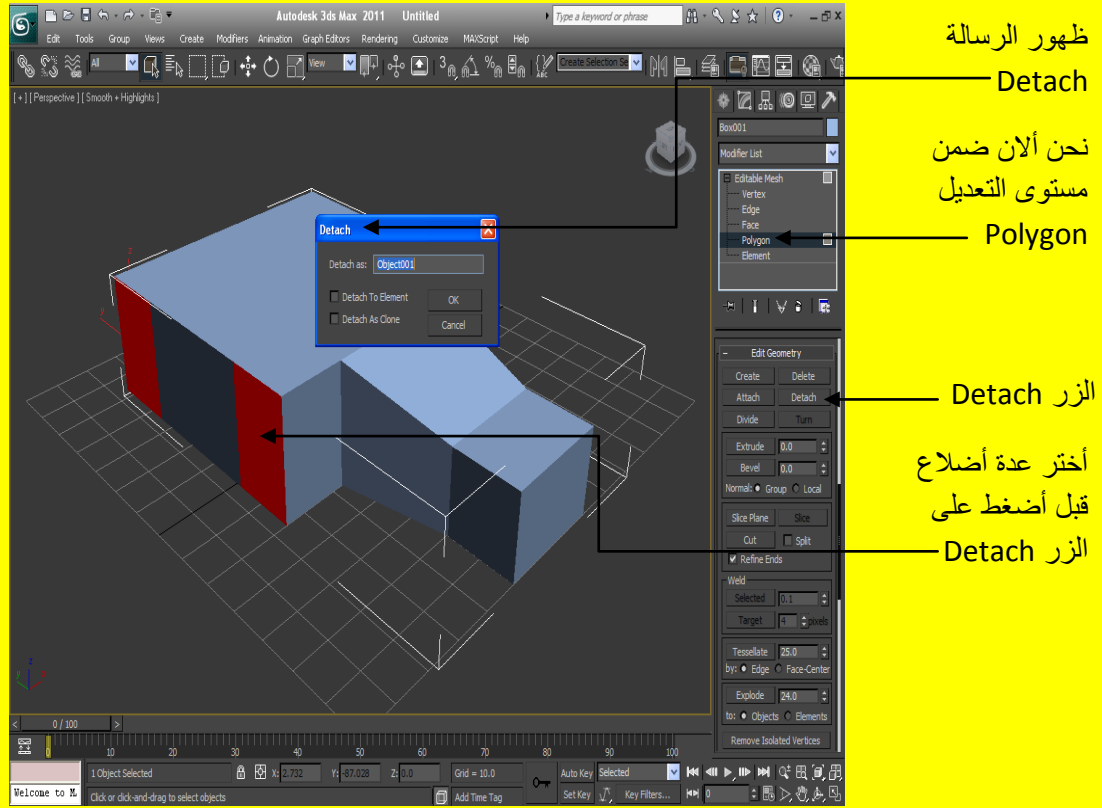 Autodesk 3ds Max 2011 Untitled
Type a keyword or phrase
Edit Tools Group Views Create Modifiers Animation Graph Editors Rendering Customize MAXScript Help
All
View
3
Create Selection Se
[ + ] [ Perspective ] [ Smooth + Highlights ]
Box001
Modifier List
Editable Mesh
Vertex
Edge
Face
Polygon
Element
Detach
Detach as: Object001
Detach To Element
OK
Detach As Clone
Cancel
Edit Geometry
Create Delete
Attach Detach
Divide Turn
Extrude 0.0
Bevel 0.0
Normal: Group Local
Slice Plane Slice
Cut Split
Refine Ends
Weld
Selected 0.1
Target 4 pixels
Tessellate 25.0
by: Edge Face-Center
Explode 24.0
to: Objects Elements
Remove Isolated Vertices
z
y
x
0 / 100
0 10 20 30 40 50 60 70 80 90 100
1 Object Selected
X: 2.732 Y: -87.028 Z: 0.0
Grid = 10.0
Auto Key Selected
Welcome to M
Click or click-and-drag to select objects
Add Time Tag
Set Key Key Filters...
0
ظهور الرسالة
Detach
نحن ألان ضمن
مستوى التعديل
Polygon
الزر Detach
أختر عدة أضلاع
قبل أضغط على
الزر Detach